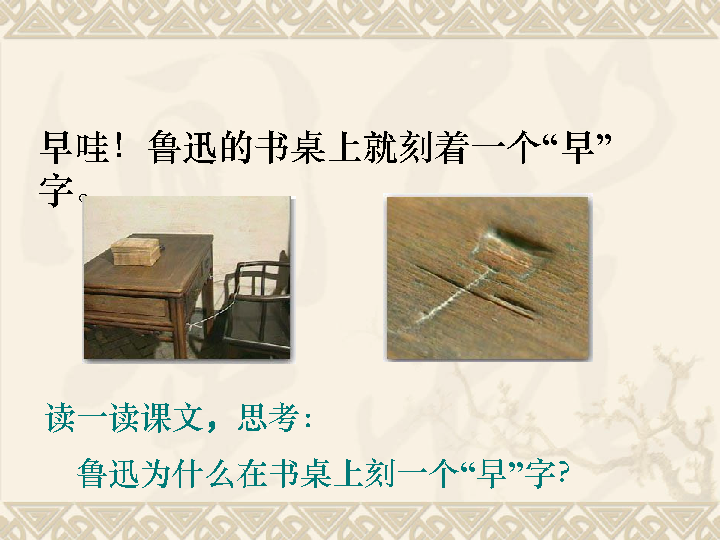 早哇！鲁迅的书桌上就刻着一个“早”
字。
读一读课文，思考：
鲁迅为什么在书桌上刻一个“早”字？